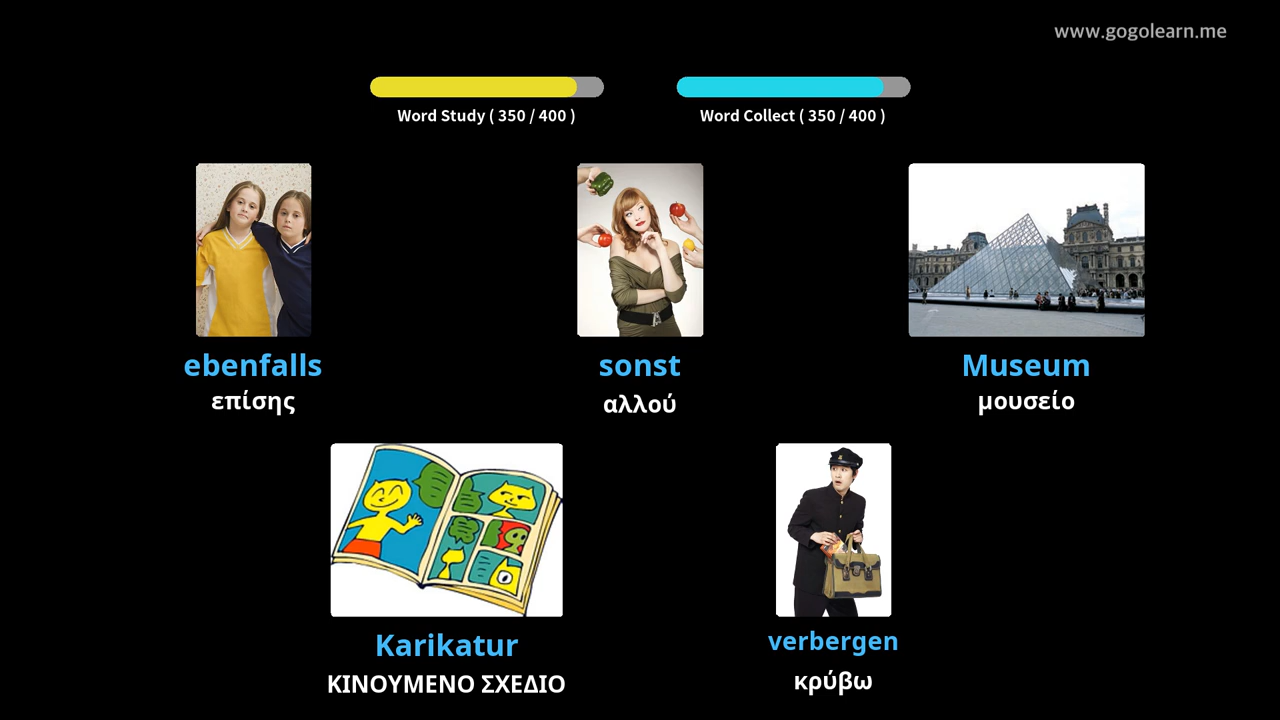 www.gogolearn.me
Word Study ( 350 / 400 )
Word Collect ( 350 / 400 )
ebenfalls
επίσης
sonst
αλλού
Museum
μουσείο
Karikatur
ΚΙΝΟΥΜΕΝΟ ΣΧΕΔΙΟ
verbergen
κρύβω